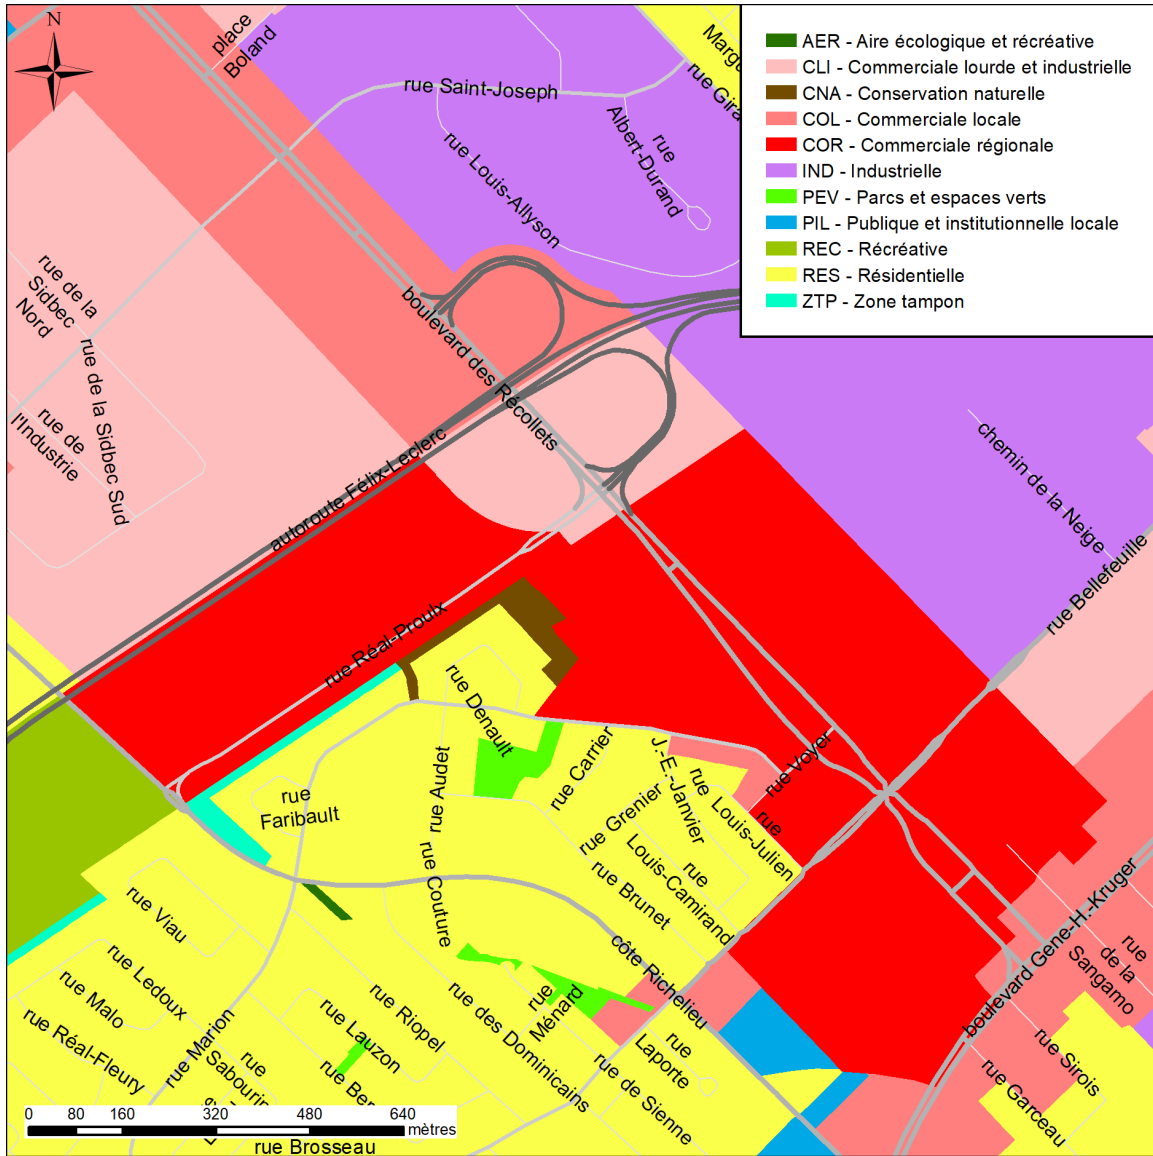 N
place
Boland
rue Saint-Joseph
rue Louis-Allyson
rue
Albert-Durand
rue de la
Sidbec
Nord
rue de la Sidbec Sud
rue de
l'Industrie
boulevard des Récollets
autoroute Félix-Leclerc
chemin de la Neige
rue Bellefeuille
rue Réal-Proulx
rue Denault
rue Carrier
J.-E.-Janvier
rue
rue Voyer
rue
Louis-Julien
rue Grenier
rue Audet
rue
Faribault
rue
Louis-Camirand
rue Brunet
rue Couture
côte Richelieu
rue Viau
rue Ledoux
rue Malo
rue Réal-Fleury
rue Marion
rue
Sabourin
rue Lauzon
rue Riopel
rue des Dominicains
rue
Ménard
rue
Laporte
rue de Sienne
boulevard Gene-H.-Kruger
rue
de la
Sangamo
rue Sirois
rue Garceau
rue Brosseau
AER - Aire écologique et récréative
CLI - Commerciale lourde et industrielle
CNA - Conservation naturelle
COL - Commerciale locale
COR - Commerciale régionale
IND - Industrielle
PEV - Parcs et espaces verts
PIL - Publique et institutionnelle locale
REC - Récréative
RES - Résidentielle
ZTP - Zone tampon
0 80 160 320 480 640
mètres